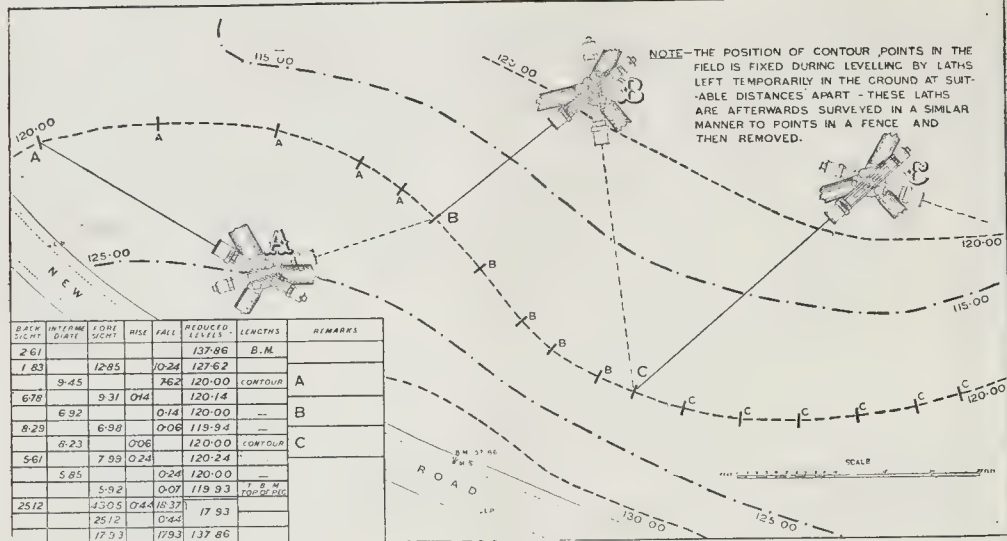 NOTE-THE POSITION OF CONTOUR POINTS IN THE
FIELD IS FIXED DURING LEVELLING BY LATHS
LEFT TEMPORARILY IN THE GROUND AT SUIT-
-ABLE DISTANCES APART - THESE LATHS
ARE AFTERWARDS SURVEYED IN A SIMILAR
MANNER TO POINTS IN A FENCE AND
THEN REMOVED.
115 00
120.00
120.00
A
A
A
A
A
B
B
C
A
125.00
NEW
B
B
B
B
C
C
C
C
C
C
C
120.00
115.00
120.00
BACK SIGHT INTERME DIATE FORE SIGHT RISE FALL REDUCED LEVELS LENGTHS REMARKS
2.61 137.86 B.M.
1.83 12.85 10.24 127.62
9.45 7.62 120.00 CONTOUR A
6.78 9.31 0.14 120.14
6.92 0.14 120.00 — B
8.29 6.98 0.06 119.94 —
8.23 0.06 120.00 CONTOUR C
5.61 7.99 0.24 120.24
5.85 0.24 120.00 —
5.92 0.07 119.93 T B M TOP OF PEG
25.12 43.05 0.44 18.37 17.93
25.12 0.44
17.93 17.93 137.86
ROAD
LP
130.00
125.00
SCALE